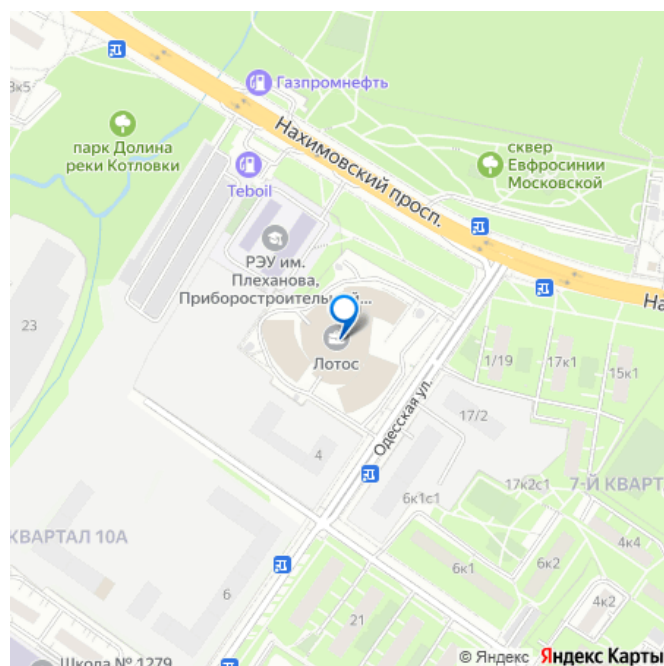 3к5
Газпромнефть
парк Долина
реки Котловки
Нахимовский просп.
сквер
Евфросинии
Московской
Teboil
РЭУ им.
Плеханова,
Приборостроительный...
На
23
Лотос
1/19
17к1
15к1
17/2
Одесская ул.
4
6к1с1
17к2с1
7-Й КВАРТ
КВАРТАЛ 10А
4к4
6к2
6к1
4к2
6
21
Школа № 1279
© Яндекс Яндекс Карты